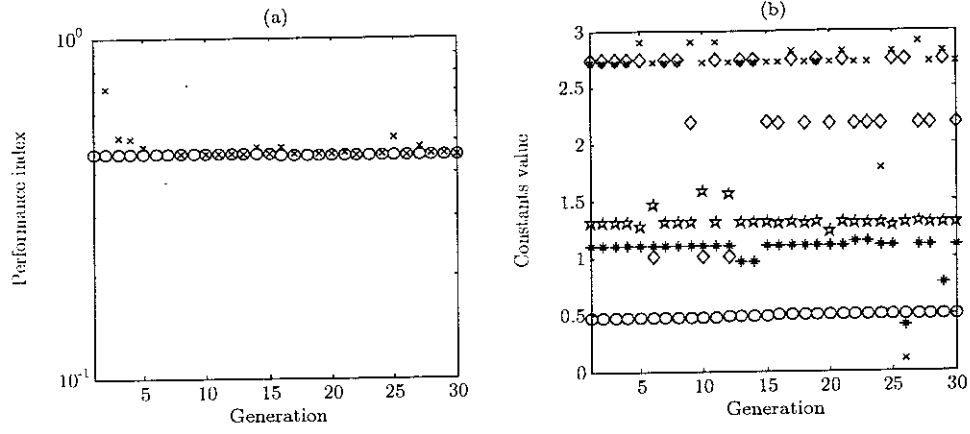 (a)
10^0
Performance index
10^-1
5 10 15 20 25 30
Generation
(b)
3
2.5
2
1.5
1
0.5
0
Constants value
5 10 15 20 25 30
Generation